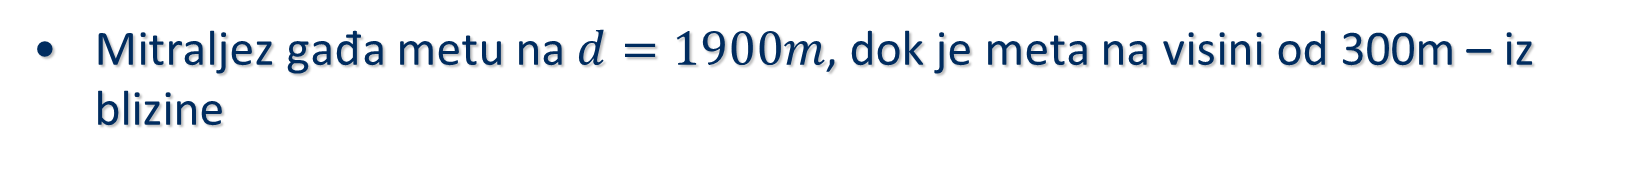 • Mitraljez gađa metu na d = 1900m, dok je meta na visini od 300m – iz
blizine